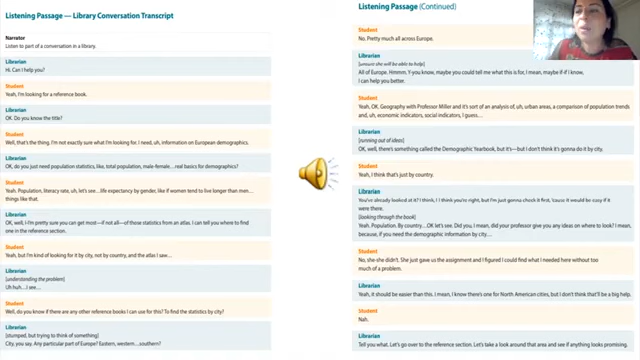 Listening Passage — Library Conversation Transcript
Narrator
Listen to part of a conversation in a library.
Librarian
Hi. Can I help you?
Student
Yeah, I'm looking for a reference book.
Librarian
OK. Do you know the title?
Student
Well, that's the thing. I'm not exactly sure what I'm looking for. I need, uh, information on European demographics.
Librarian
OK, do you just need population statistics, like, total population, male-female… real basics for demographics?
Student
Yeah. Population, literacy rate, uh, let's see… life expectancy by gender, like if women tend to live longer than men…
things like that.
Librarian
OK, well, I-I'm pretty sure you can get most—if not all—of those statistics from an atlas. I can tell you where to find
one in the reference section.
Student
Yeah, but I'm kind of looking for it by city, not by country, and the atlas I saw…
Librarian
[understanding the problem]
Uh huh…I see…
Student
Well, do you know if there are any other reference books I can use for this? To find the statistics by city?
Librarian
[stumped, but trying to think of something]
City, you say. Any particular part of Europe? Eastern, western…southern?
Listening Passage (Continued)
Student
No. Pretty much all across Europe.
Librarian
[unsure she will be able to help]
All of Europe. Hmmm. Y-you know, maybe you could tell me what this is for, I mean, maybe if-if I know,
I can help you better.
Student
Yeah, OK. Geography with Professor Miller and it's sort of an analysis of, uh, urban areas, a comparison of population trends
and, uh, economic indicators, social indicators, I guess…
Librarian
[running out of ideas]
OK, well, there's something called the Demographic Yearbook, but it's—but I don't think it's gonna do it by city.
Student
Yeah, I think that's just by country.
Librarian
You've already looked at it? I think, I I think you're right, but I'm just gonna check it first, 'cause it would be cusy if it
were there.
[looking through the book]
Yeah. Population. By country…OK let's see. Did you, I mean, did your professor give you any ideas on where to look? I mean,
because, if you need the demographic information by city…
Student
No, she-she didn't. She just gave us the assignment and I figured I could find what I needed here without too
much of a problem.
Librarian
Yeah, it should be easier than this. I mean, I know there's one for North American cities, but I don't think that'll be a big help.
Student
Nah.
Librarian
Tell you what. Let's go over to the reference section. Let's take a look around that area and see if anything looks promising.